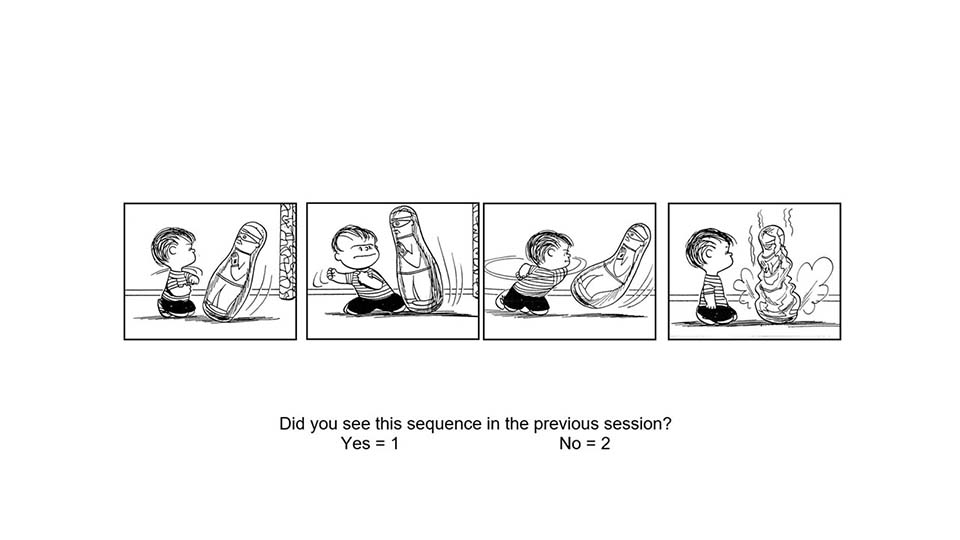 Did you see this sequence in the previous session?
Yes = 1 No = 2